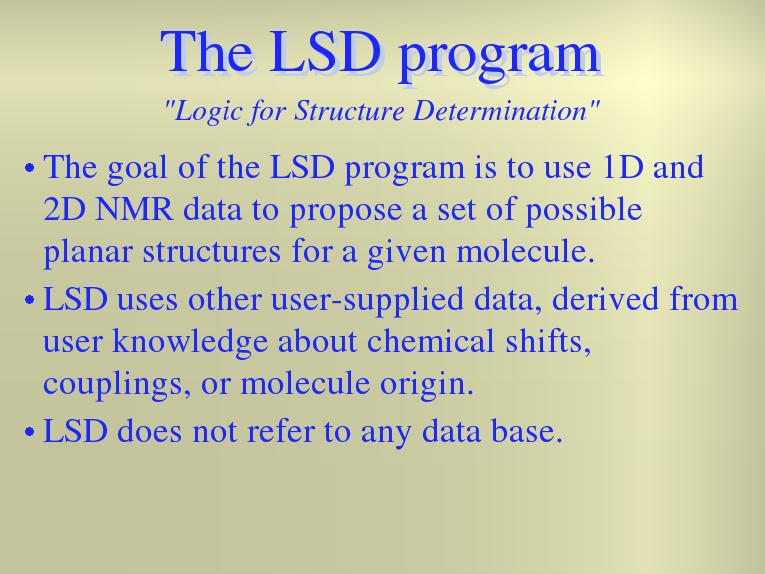 The LSD program
"Logic for Structure Determination"
• The goal of the LSD program is to use 1D and
2D NMR data to propose a set of possible
planar structures for a given molecule.
• LSD uses other user-supplied data, derived from
user knowledge about chemical shifts,
couplings, or molecule origin.
• LSD does not refer to any data base.